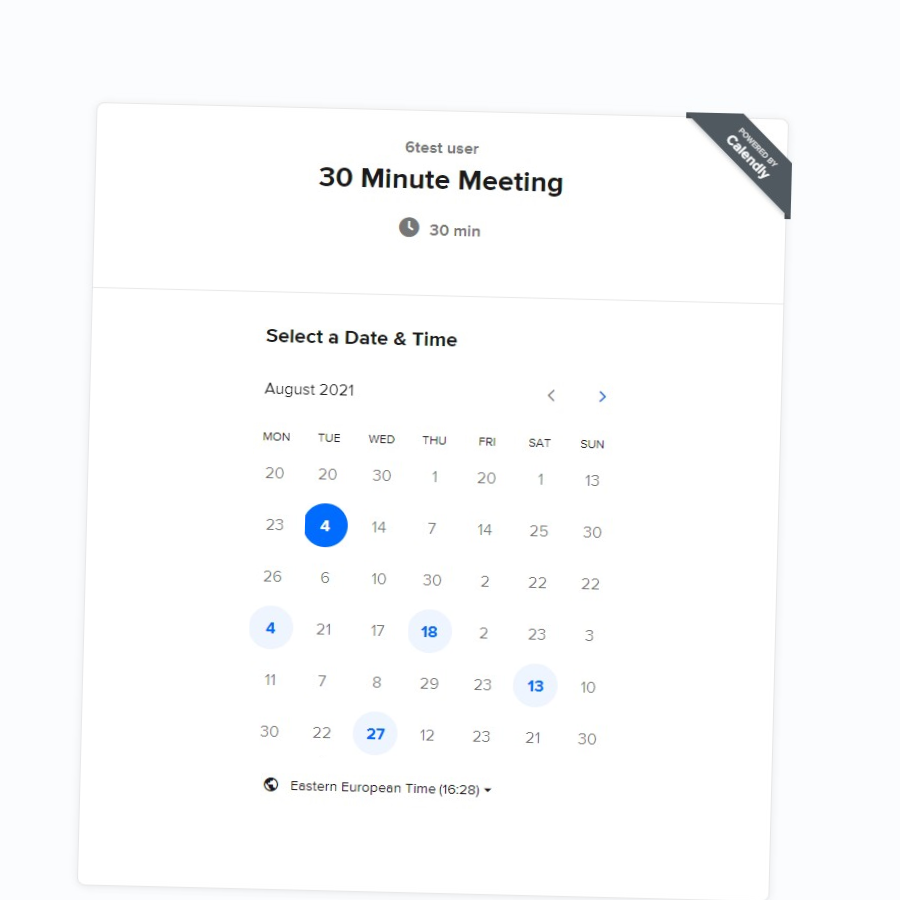 6test user
30 Minute Meeting
30 min
POWERED BY
Calendly
Select a Date & Time
August 2021
MON TUE WED THU FRI SAT SUN
20 20 30 1 20 1 13
23 4 14 7 14 25 30
26 6 10 30 2 22 22
4 21 17 18 2 23 3
11 7 8 29 23 13 10
30 22 27 12 23 21 30
Eastern European Time (16:28)